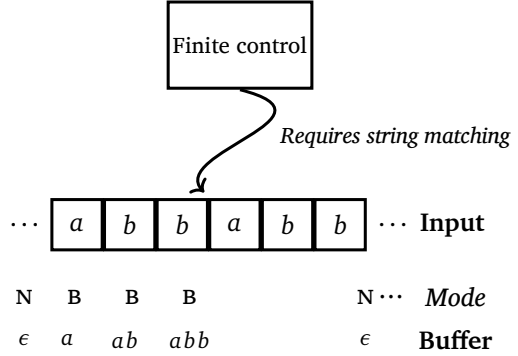 Finite control
Requires string matching
⋯ a b b a b b ⋯ Input
N B B B N ⋯ Mode
ϵ a ab abb ϵ Buffer